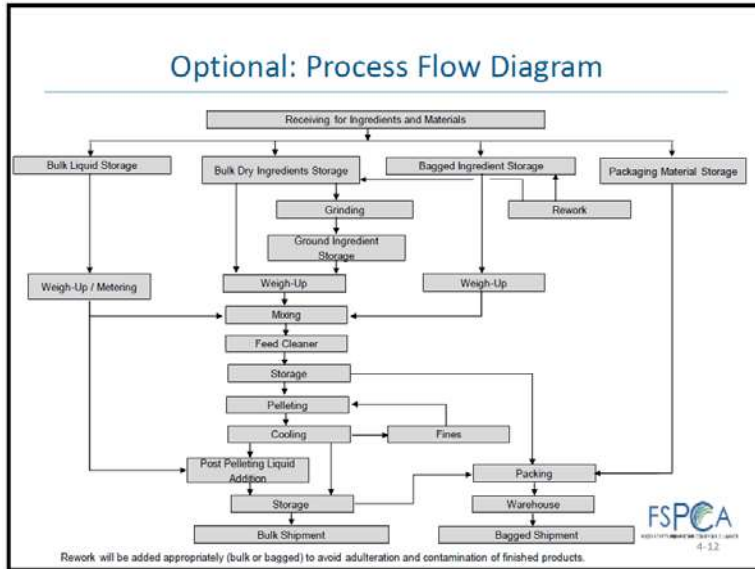 Optional: Process Flow Diagram
Receiving for Ingredients and Materials
Bulk Liquid Storage
Bulk Dry Ingredients Storage
Bagged Ingredient Storage
Packaging Material Storage
Grinding
Rework
Ground Ingredient
Storage
Weigh-Up / Metering
Weigh-Up
Weigh-Up
Mixing
Feed Cleaner
Storage
Pelleting
Cooling
Fines
Post Pelleting Liquid
Addition
Packing
Storage
Warehouse
Bulk Shipment
Bagged Shipment
FSPCA
4-12
Rework will be added appropriately (bulk or bagged) to avoid adulteration and contamination of finished products.